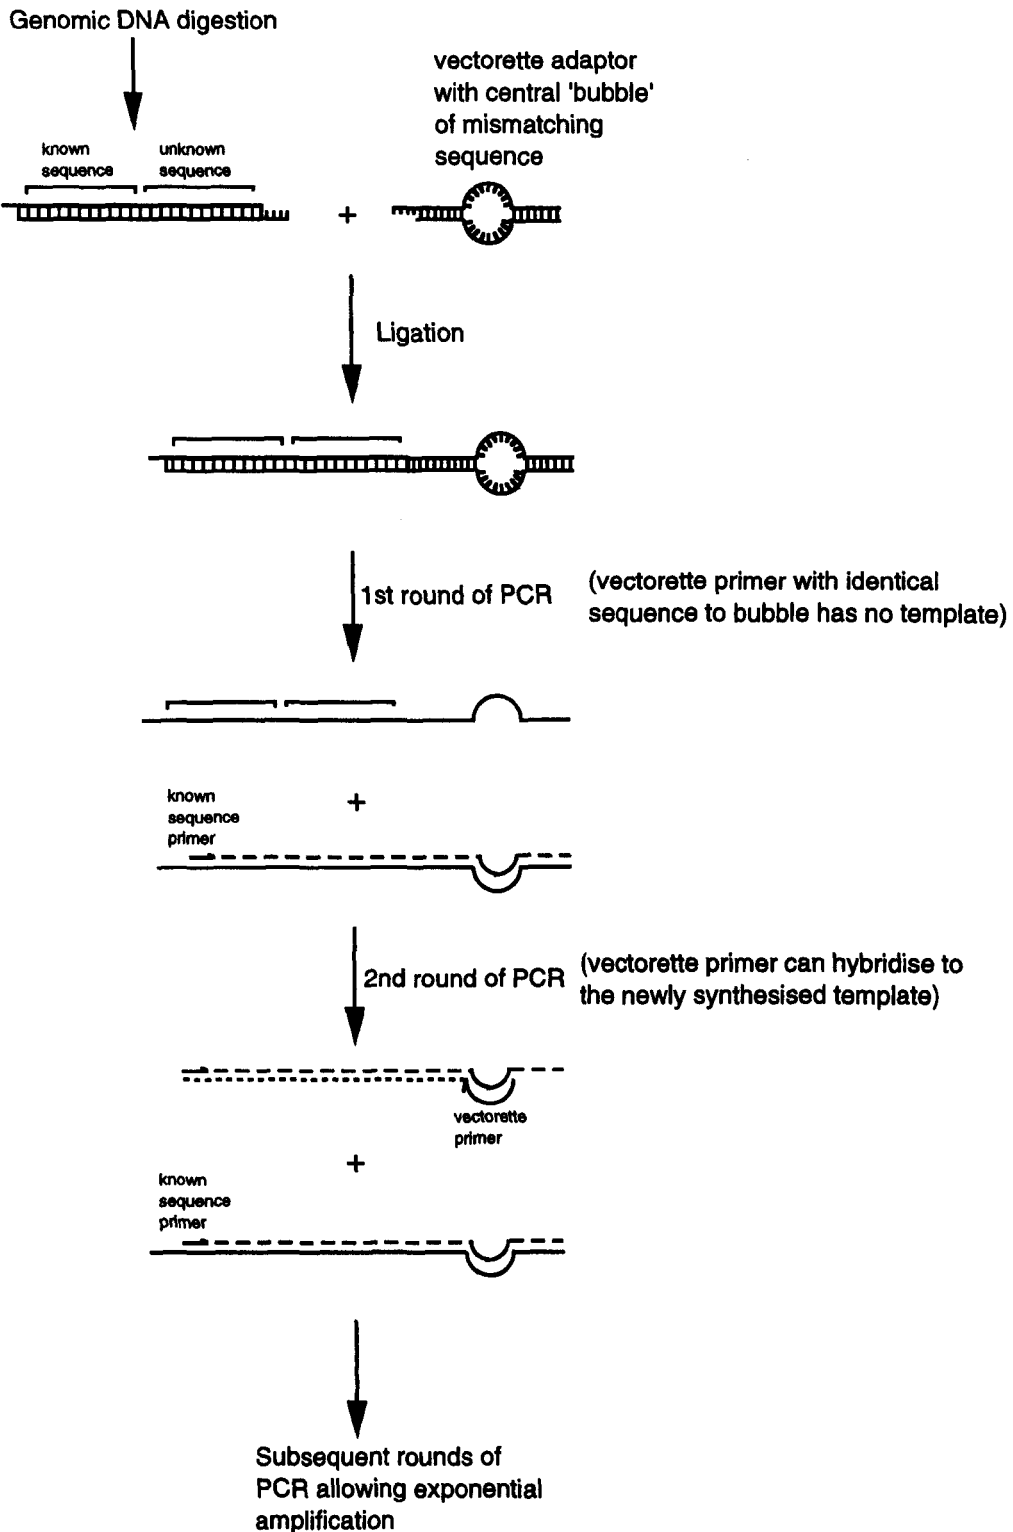 Genomic DNA digestion
vectorette adaptor
with central 'bubble'
of mismatching
sequence
known
sequence
unknown
sequence
+
Ligation
1st round of PCR
(vectorette primer with identical
sequence to bubble has no template)
known
sequence
primer
+
2nd round of PCR
(vectorette primer can hybridise to
the newly synthesised template)
vectorette
primer
+
known
sequence
primer
Subsequent rounds of
PCR allowing exponential
amplification